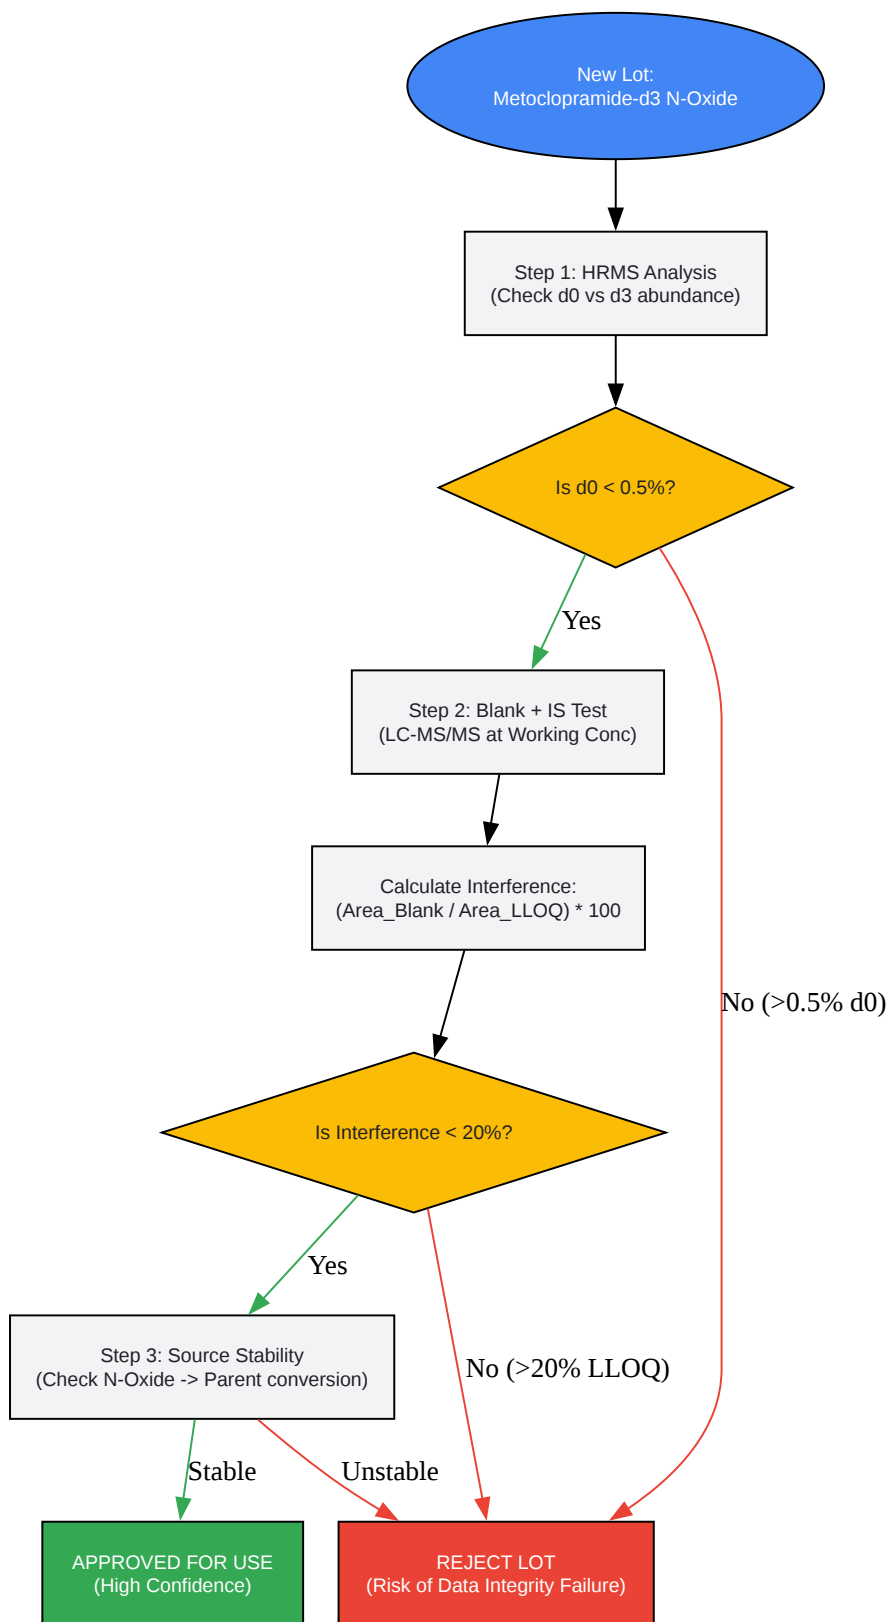 New Lot:
Metoclopramide-d3 N-Oxide
Step 1: HRMS Analysis
(Check d0 vs d3 abundance)
Is d0 < 0.5%?
Yes
Step 2: Blank + IS Test
(LC-MS/MS at Working Conc)
Calculate Interference:
(Area_Blank / Area_LLOQ) * 100
No (>0.5% d0)
Is Interference < 20%?
Yes
Step 3: Source Stability
(Check N-Oxide -> Parent conversion)
No (>20% LLOQ)
Stable
Unstable
APPROVED FOR USE
(High Confidence)
REJECT LOT
(Risk of Data Integrity Failure)